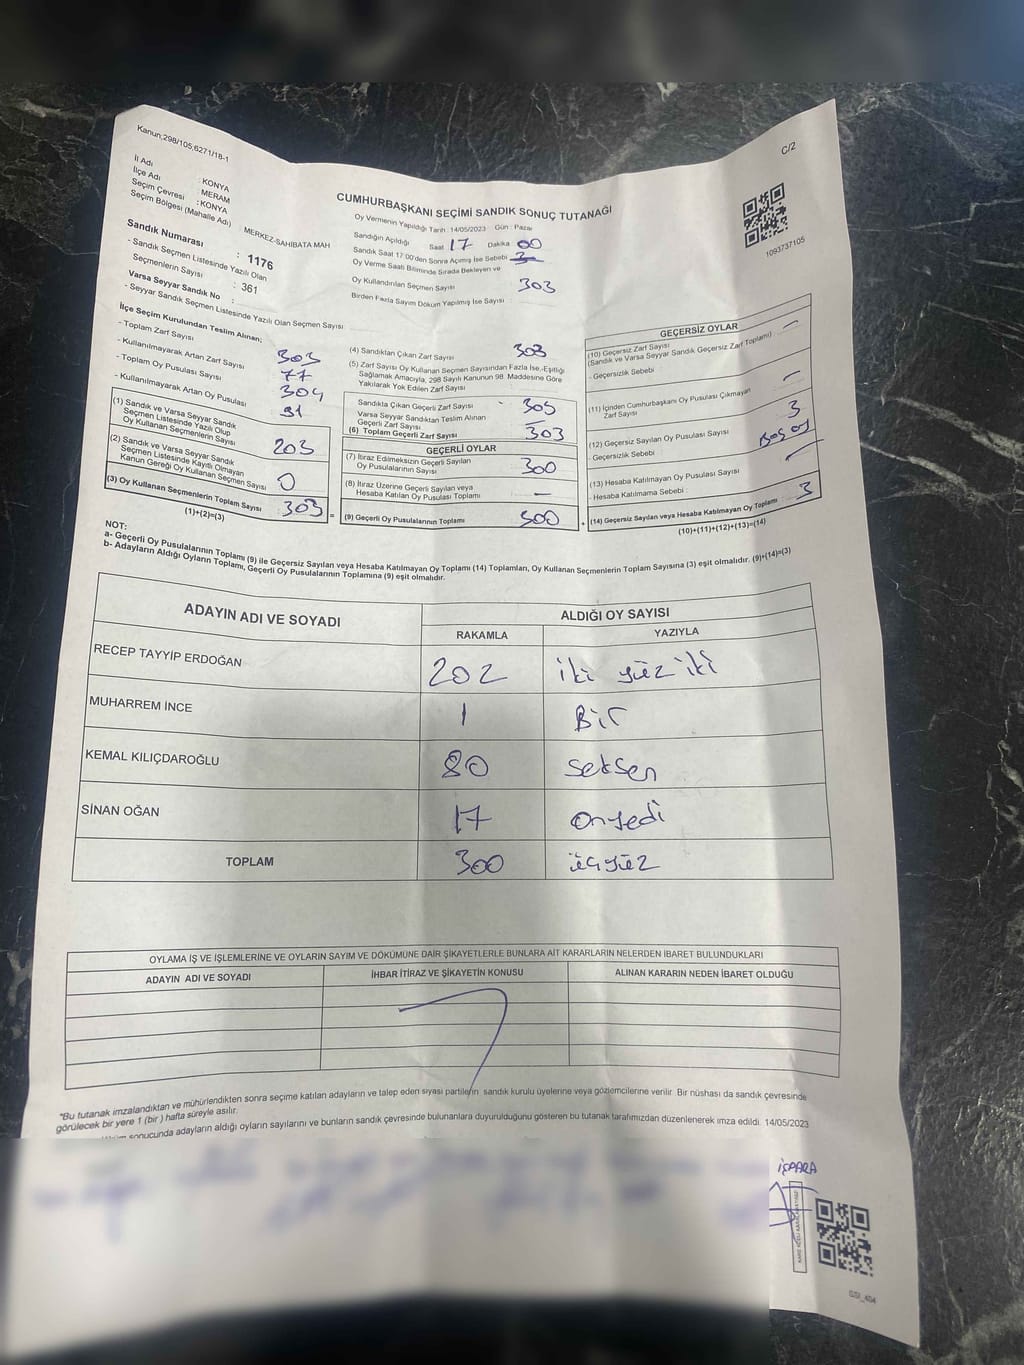 Kanun;298/105,6271/18-1
C/2
İl Adı : KONYA
İlçe Adı : MERAM
Seçim Çevresi : KONYA
Seçim Bölgesi (Mahalle Adı) : MERKEZ-SAHİBATA MAH
1093737105
CUMHURBAŞKANI SEÇİMİ SANDIK SONUÇ TUTANAĞI
Sandık Numarası : 1176
- Sandık Seçmen Listesinde Yazılı Olan
Seçmenlerin Sayısı : 361
Varsa Seyyar Sandık No :
- Seyyar Sandık Seçmen Listesinde Yazılı Olan Seçmen Sayısı :
Oy Vermenin Yapıldığı Tarih : 14/05/2023 Gün : Pazar
Sandığın Açıldığı Saat 17 Dakika 00
Sandık Saat 17:00'den Sonra Açılmış İse Sebebi
Oy Verme Saati Bitiminde Sırada Bekleyen ve
Oy Kullandırılan Seçmen Sayısı 303
Birden Fazla Sayım Döküm Yapılmış İse Sayısı
İlçe Seçim Kurulundan Teslim Alınan;
- Toplam Zarf Sayısı 303
- Kullanılmayarak Artan Zarf Sayısı 77
- Toplam Oy Pusulası Sayısı 304
- Kullanılmayarak Artan Oy Pusulası 91
(1) Sandık ve Varsa Seyyar Sandık
Seçmen Listesinde Yazılı Olup
Oy Kullanan Seçmenlerin Sayısı 203
(2) Sandık ve Varsa Seyyar Sandık
Seçmen Listesinde Kayıtlı Olmayan
Kanun Gereği Oy Kullanan Seçmen Sayısı 0
(3) Oy Kullanan Seçmenlerin Toplam Sayısı 303 =
(1)+(2)=(3)
(4) Sandıktan Çıkan Zarf Sayısı 303
(5) Zarf Sayısı Oy Kullanan Seçmen Sayısından Fazla İse,-Eşitliği
Sağlamak Amacıyla, 298 Sayılı Kanunun 98. Maddesine Göre
Yakılarak Yok Edilen Zarf Sayısı
Sandıkta Çıkan Geçerli Zarf Sayısı 303
Varsa Seyyar Sandıktan Teslim Alınan
Geçerli Zarf Sayısı -
(6) Toplam Geçerli Zarf Sayısı 303
GEÇERLİ OYLAR
(7) İtiraz Edilmeksizin Geçerli Sayılan
Oy Pusulalarının Sayısı 300
(8) İtiraz Üzerine Geçerli Sayılan veya
Hesaba Katılan Oy Pusulası Toplamı -
(9) Geçerli Oy Pusulalarının Toplamı 300 +
GEÇERSİZ OYLAR
(10) Geçersiz Zarf Sayısı -
(Sandık ve Varsa Seyyar Sandık Geçersiz Zarf Toplamı)
- Geçersizlik Sebebi
(11) İçinden Cumhurbaşkanı Oy Pusulası Çıkmayan
Zarf Sayısı -
(12) Geçersiz Sayılan Oy Pusulası Sayısı 3
- Geçersizlik Sebebi Boş oy
(13) Hesaba Katılmayan Oy Pusulası Sayısı -
- Hesaba Katılmama Sebebi :
(14) Geçersiz Sayılan veya Hesaba Katılmayan Oy Toplamı 3
(10)+(11)+(12)+(13)=(14)
NOT:
a- Geçerli Oy Pusulalarının Toplamı (9) ile Geçersiz Sayılan veya Hesaba Katılmayan Oy Toplamı (14) Toplamları, Oy Kullanan Seçmenlerin Toplam Sayısına (3) eşit olmalıdır. (9)+(14)=(3)
b- Adayların Aldığı Oyların Toplamı, Geçerli Oy Pusulalarının Toplamına (9) eşit olmalıdır.
ADAYIN ADI VE SOYADI ALDIĞI OY SAYISI
RAKAMLA YAZIYLA
RECEP TAYYİP ERDOĞAN 202 iki yüz iki
MUHARREM İNCE 1 Bir
KEMAL KILIÇDAROĞLU 80 seksen
SİNAN OĞAN 17 onyedi
TOPLAM 300 üçyüz
OYLAMA İŞ VE İŞLEMLERİNE VE OYLARIN SAYIM VE DÖKÜMÜNE DAİR ŞİKAYETLERLE BUNLARA AİT KARARLARIN NELERDEN İBARET BULUNDUKLARI
ADAYIN ADI VE SOYADI İHBAR İTİRAZ VE ŞİKAYETİN KONUSU ALINAN KARARIN NEDEN İBARET OLDUĞU
*Bu tutanak imzalandıktan ve mühürlendikten sonra seçime katılan adayların ve talep eden siyasi partilerin sandık kurulu üyelerine veya gözlemcilerine verilir. Bir nüshası da sandık çevresinde
görülecek bir yere 1 (bir) hafta süreyle asılır.
sonucunda adayların aldığı oyların sayılarını ve bunların sandık çevresinde bulunanlara duyurulduğunu gösteren bu tutanak tarafımızdan düzenlenerek imza edildi. 14/05/2023